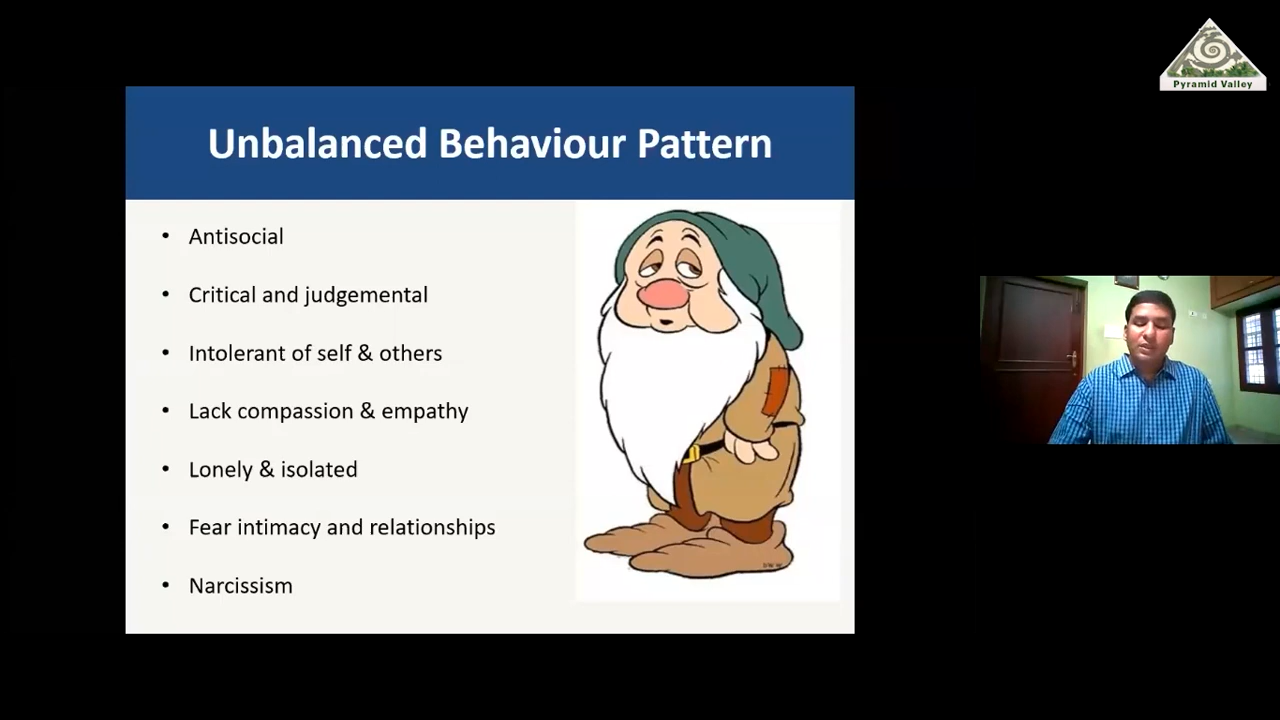 Pyramid Valley
Unbalanced Behaviour Pattern
• Antisocial
• Critical and judgemental
• Intolerant of self & others
• Lack compassion & empathy
• Lonely & isolated
• Fear intimacy and relationships
• Narcissism